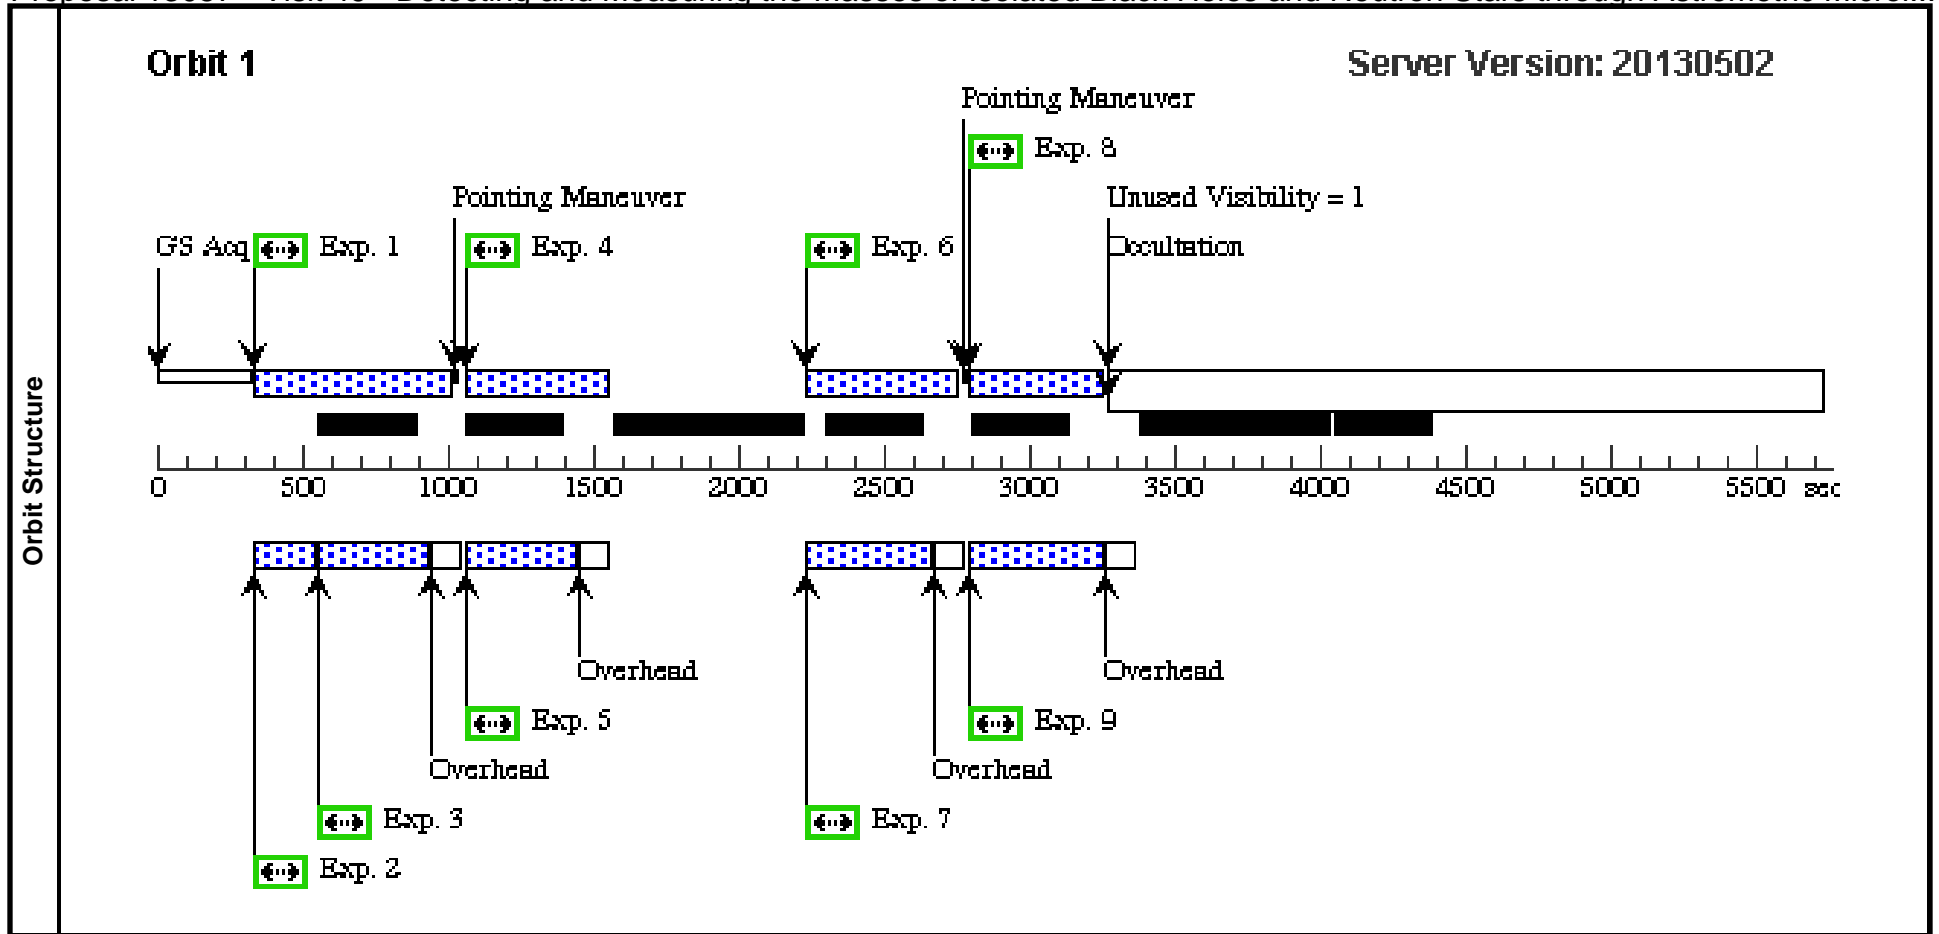 Orbit 1
Server Version: 20130502
Pointing Maneuver
Exp. 8
Pointing Maneuver
Unused Visibility = 1
GS Acq
Exp. 1
Exp. 4
Exp. 6
Occultation
Orbit Structure
0 500 1000 1500 2000 2500 3000 3500 4000 4500 5000 5500 sec
Overhead
Overhead
Exp. 5
Exp. 9
Overhead
Overhead
Exp. 3
Exp. 7
Exp. 2